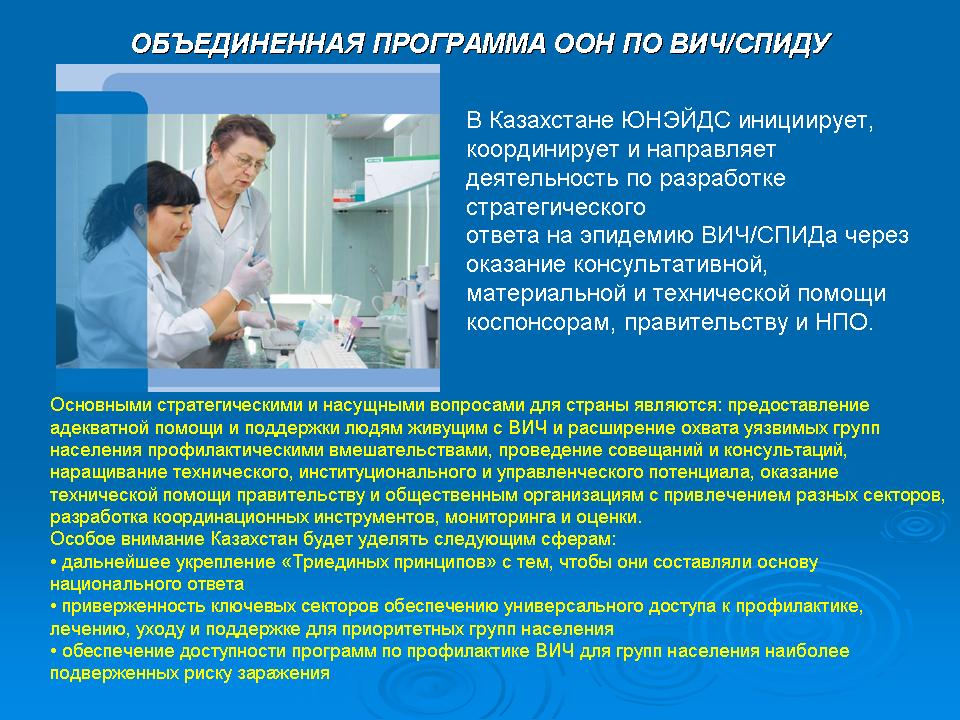 ОБЪЕДИНЕННАЯ ПРОГРАММА ООН ПО ВИЧ/СПИДУ
В Казахстане ЮНЭЙДС инициирует,
координирует и направляет
деятельность по разработке
стратегического
ответа на эпидемию ВИЧ/СПИДа через
оказание консультативной,
материальной и технической помощи
коспонсорам, правительству и НПО.
Основными стратегическими и насущными вопросами для страны являются: предоставление
адекватной помощи и поддержки людям живущим с ВИЧ и расширение охвата уязвимых групп
населения профилактическими вмешательствами, проведение совещаний и консультаций,
наращивание технического, институционального и управленческого потенциала, оказание
технической помощи правительству и общественным организациям с привлечением разных секторов,
разработка координационных инструментов, мониторинга и оценки.
Особое внимание Казахстан будет уделять следующим сферам:
• дальнейшее укрепление «Триединых принципов» с тем, чтобы они составляли основу
национального ответа
• приверженность ключевых секторов обеспечению универсального доступа к профилактике,
лечению, уходу и поддержке для приоритетных групп населения
• обеспечение доступности программ по профилактике ВИЧ для групп населения наиболее
подверженных риску заражения